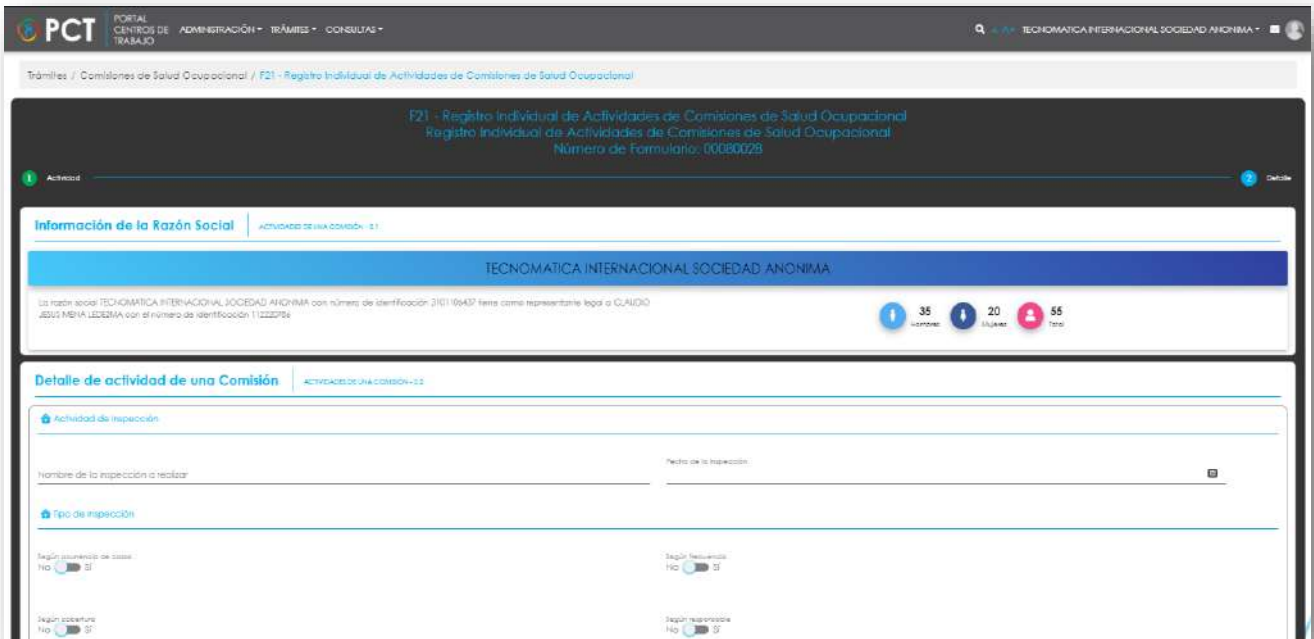 PCT
PORTAL
CENTROS DE
TRABAJO
ADMINISTRACIÓN
TRÁMITES
CONSULTAS
A- A+
TECNOMATICA INTERNACIONAL SOCIEDAD ANONIMA
Trámites / Comisiones de Salud Ocupacional / F21 - Registro Individual de Actividades de Comisiones de Salud Ocupacional
F21 - Registro Individual de Actividades de Comisiones de Salud Ocupacional
Registro Individual de Actividades de Comisiones de Salud Ocupacional
Número de Formulario: 00080028
1 Actividad
2 Detalle
Información de la Razón Social
ACTIVIDADES DE UNA COMISIÓN - 2.1
TECNOMATICA INTERNACIONAL SOCIEDAD ANONIMA
La razón social TECNOMATICA INTERNACIONAL SOCIEDAD ANONIMA con número de identificación 3101106437 tiene como representante legal a CLAUDIO
JESUS MENA LEDEZMA con el número de identificación 112220786
35
Hombres
20
Mujeres
55
Total
Detalle de actividad de una Comisión
ACTIVIDADES DE UNA COMISIÓN - 2.2
Actividad de inspección
Nombre de la inspección a realizar
Fecha de la inspección
Tipo de inspección
Según ocurrencia de
No Sí
Según frecuencia
No Sí
Según cobertura
No Sí
Según responsable
No Sí